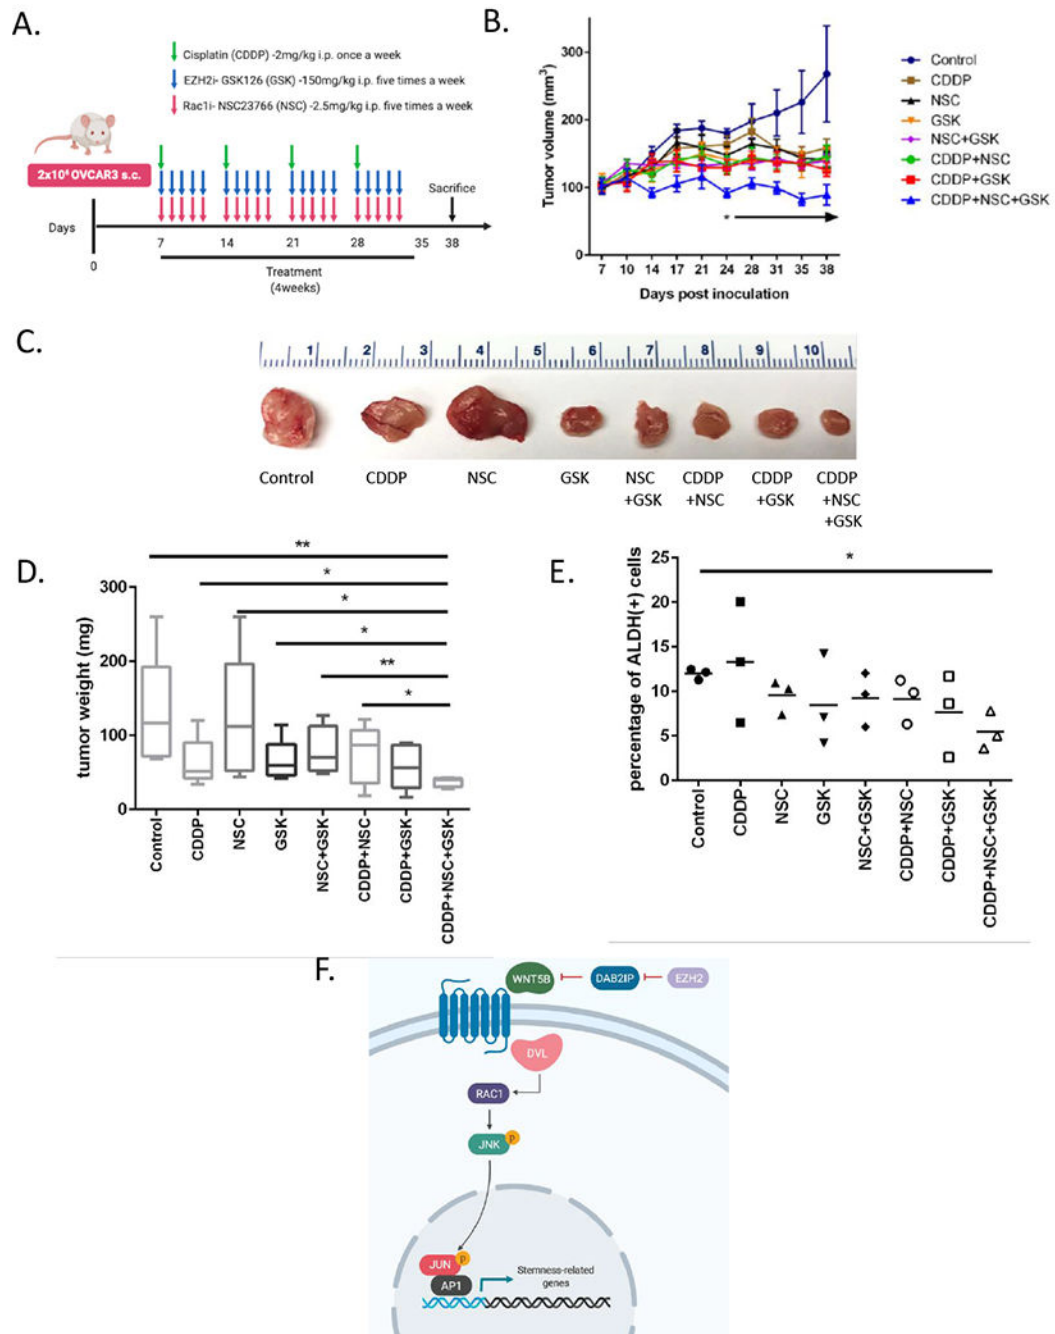 A.
Cisplatin (CDDP) -2mg/kg i.p. once a week
EZH2i- GSK126 (GSK) -150mg/kg i.p. five times a week
Rac1i- NSC23766 (NSC) -2.5mg/kg i.p. five times a week
2x10⁶ OVCAR3 s.c.
Sacrifice
Days
0
7
14
21
28
35
38
Treatment
(4weeks)
B.
Tumor volume (mm³)
300
200
100
0
7 10 14 17 21 24 28 31 35 38
Days post inoculation
*
Control
CDDP
NSC
GSK
NSC+GSK
CDDP+NSC
CDDP+GSK
CDDP+NSC+GSK
C.
1 2 3 4 5 6 7 8 9 10
Control
CDDP
NSC
GSK
NSC
+GSK
CDDP
+NSC
CDDP
+GSK
CDDP
+NSC
+GSK
D.
**
*
*
*
**
*
tumor weight (mg)
300
200
100
0
Control
CDDP
NSC
GSK
NSC+GSK
CDDP+NSC
CDDP+GSK
CDDP+NSC+GSK
E.
*
percentage of ALDH(+) cells
25
20
15
10
5
0
Control
CDDP
NSC
GSK
NSC+GSK
CDDP+NSC
CDDP+GSK
CDDP+NSC+GSK
F.
WNT5B
DAB2IP
EZH2
DVL
RAC1
JNK
P
JUN
P
AP1
Stemness-related
genes